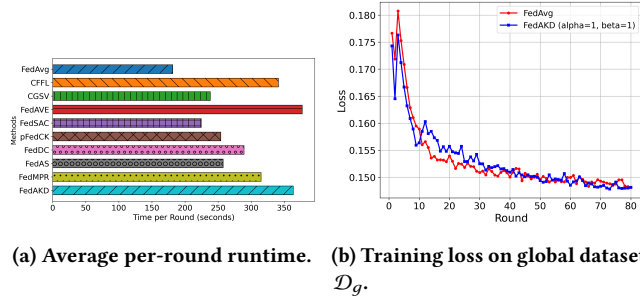 FedAvg
CFFL
CGSV
FedAVE
FedSAC
pFedCK
FedDC
FedAS
FedMPR
FedAKD
Methods
0 50 100 150 200 250 300 350
Time per Round (seconds)
(a) Average per-round runtime.
FedAvg
FedAKD (alpha=1, beta=1)
0.180
0.175
0.170
0.165
0.160
0.155
0.150
Loss
0 10 20 30 40 50 60 70 80
Round
(b) Training loss on global dataset
𝒟g.